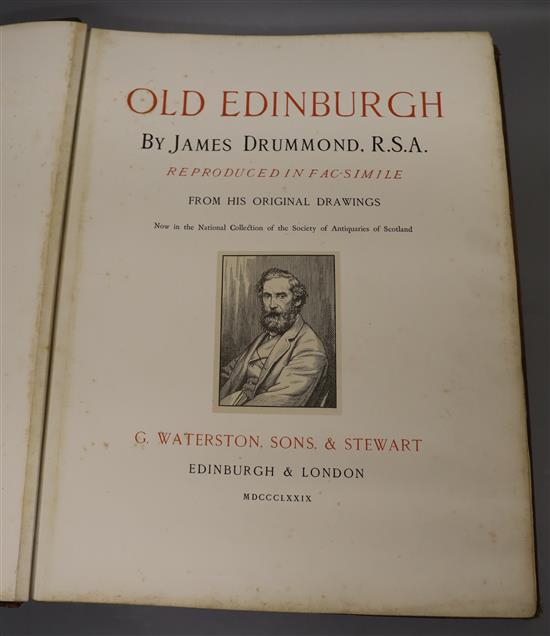 OLD EDINBURGH
BY JAMES DRUMMOND, R.S.A.
REPRODUCED IN FAC-SIMILE
FROM HIS ORIGINAL DRAWINGS
Now in the National Collection of the Society of Antiquaries of Scotland
G. WATERSTON, SONS, & STEWART
EDINBURGH & LONDON
MDCCCLXXIX